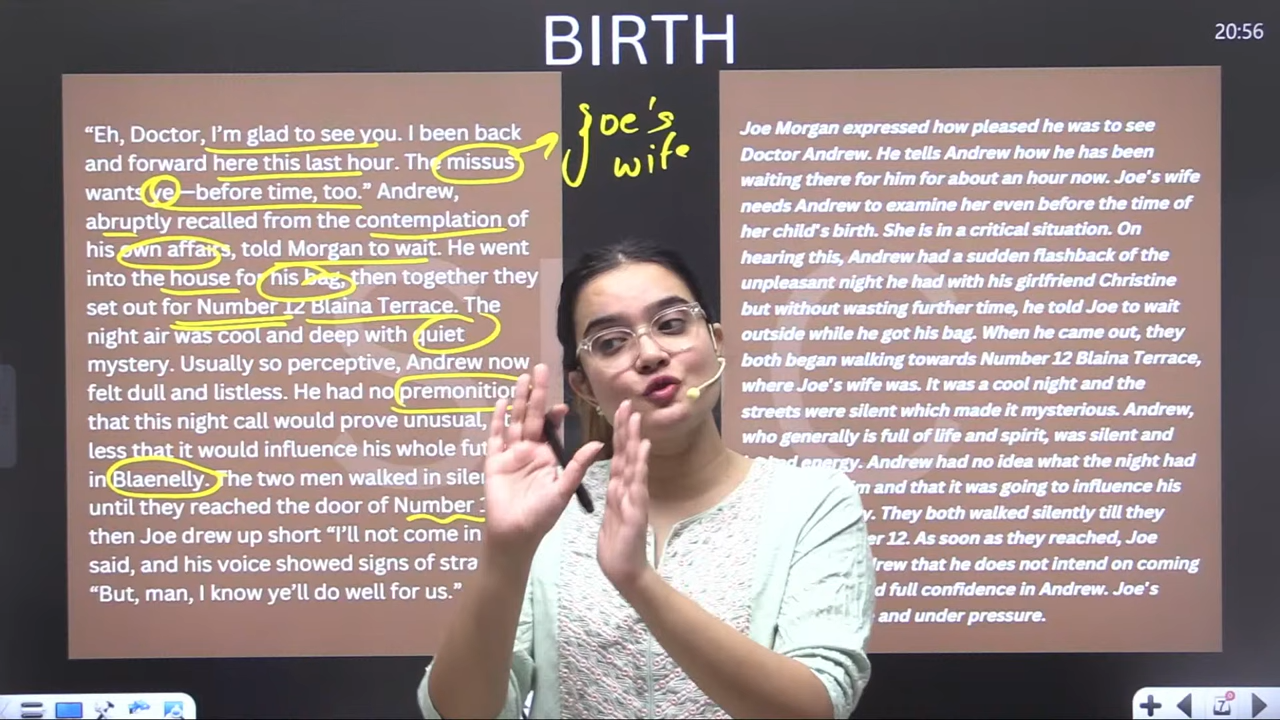 BIRTH
20:56
“Eh, Doctor, I’m glad to see you. I been back
and forward here this last hour. The missus
wants ye—before time, too.” Andrew,
abruptly recalled from the contemplation of
his own affairs, told Morgan to wait. He went
into the house for his bag, then together they
set out for Number 12 Blaina Terrace. The
night air was cool and deep with quiet
mystery. Usually so perceptive, Andrew now
felt dull and listless. He had no premonition
that this night call would prove unusual,
less that it would influence his whole
in Blaenelly. The two men walked in
until they reached the door of Number
then Joe drew up short “I’ll not come in
said, and his voice showed signs of
“But, man, I know ye’ll do well for us.”
Joe's
wife
Joe Morgan expressed how pleased he was to see
Doctor Andrew. He tells Andrew how he has been
waiting there for him for about an hour now. Joe’s wife
needs Andrew to examine her even before the time of
her child’s birth. She is in a critical situation. On
hearing this, Andrew had a sudden flashback of the
unpleasant night he had with his girlfriend Christine
but without wasting further time, he told Joe to wait
outside while he got his bag. When he came out, they
both began walking towards Number 12 Blaina Terrace,
where Joe’s wife was. It was a cool night and the
streets were silent which made it mysterious. Andrew,
who generally is full of life and spirit, was silent and
energy. Andrew had no idea what the night had
and that it was going to influence his
They both walked silently till they
12. As soon as they reached, Joe
that he does not intend on coming
full confidence in Andrew. Joe’s
and under pressure.